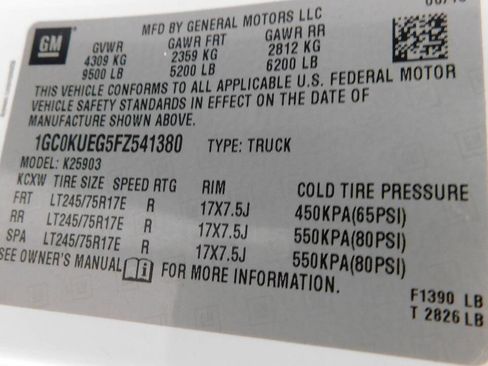 GM
MFD BY GENERAL MOTORS LLC
GVWR GAWR FRT GAWR RR
4309 KG 2359 KG 2812 KG
9500 LB 5200 LB 6200 LB
THIS VEHICLE CONFORMS TO ALL APPLICABLE U.S. FEDERAL MOTOR
VEHICLE SAFETY STANDARDS IN EFFECT ON THE DATE OF
MANUFACTURE SHOWN ABOVE.
1GC0KUEG5FZ541380 TYPE: TRUCK
MODEL: K25903
KCXW TIRE SIZE SPEED RTG RIM COLD TIRE PRESSURE
FRT LT245/75R17E R 17X7.5J 450KPA(65PSI)
RR LT245/75R17E R 17X7.5J 550KPA(80PSI)
SPA LT245/75R17E R 17X7.5J 550KPA(80PSI)
SEE OWNER'S MANUAL FOR MORE INFORMATION.
F1390 LB
T 2826 LB